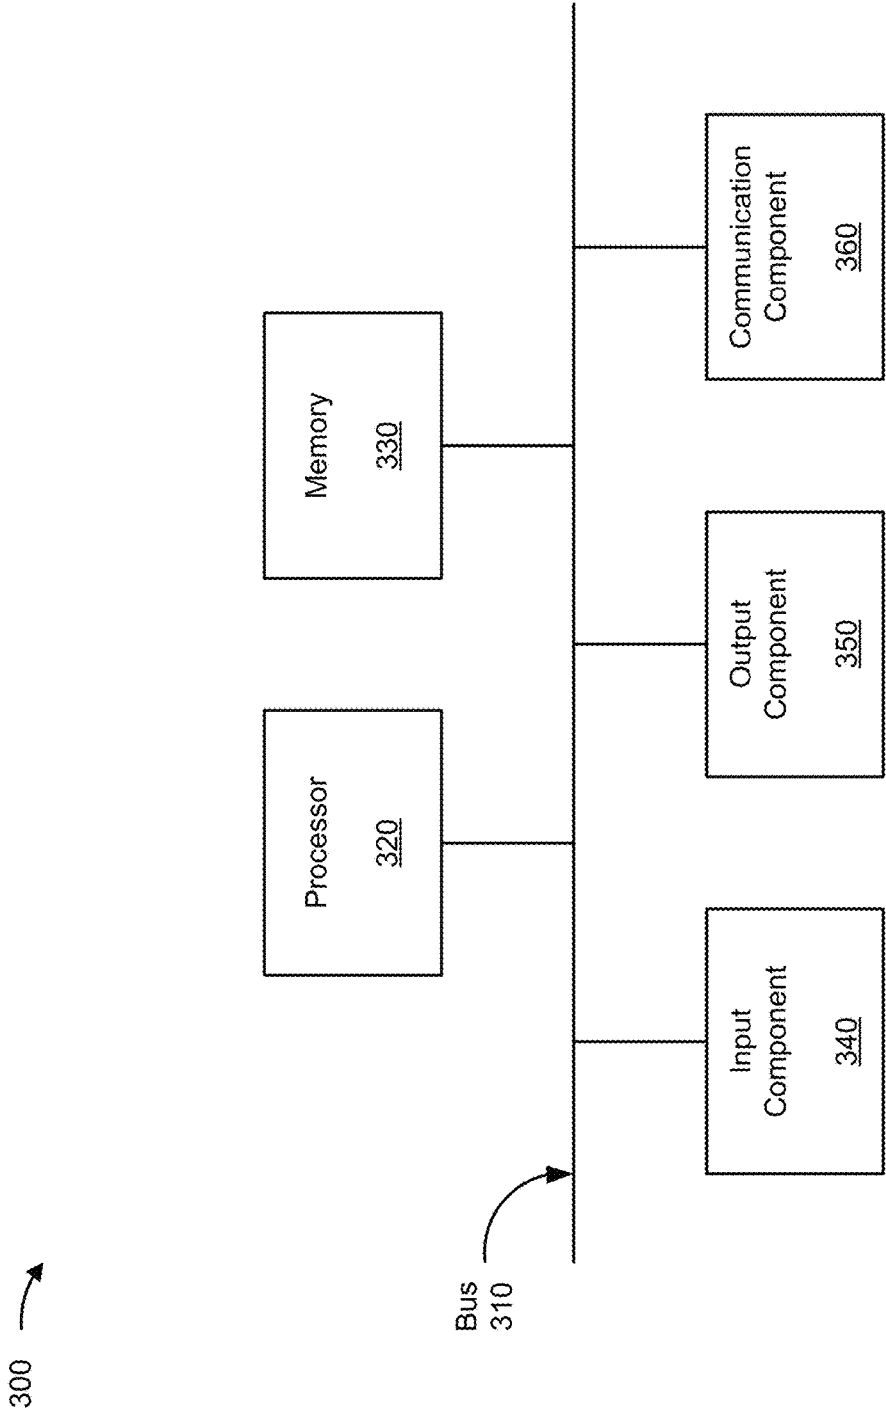 300
Bus
310
Processor
320
Memory
330
Input
Component
340
Output
Component
350
Communication
Component
360